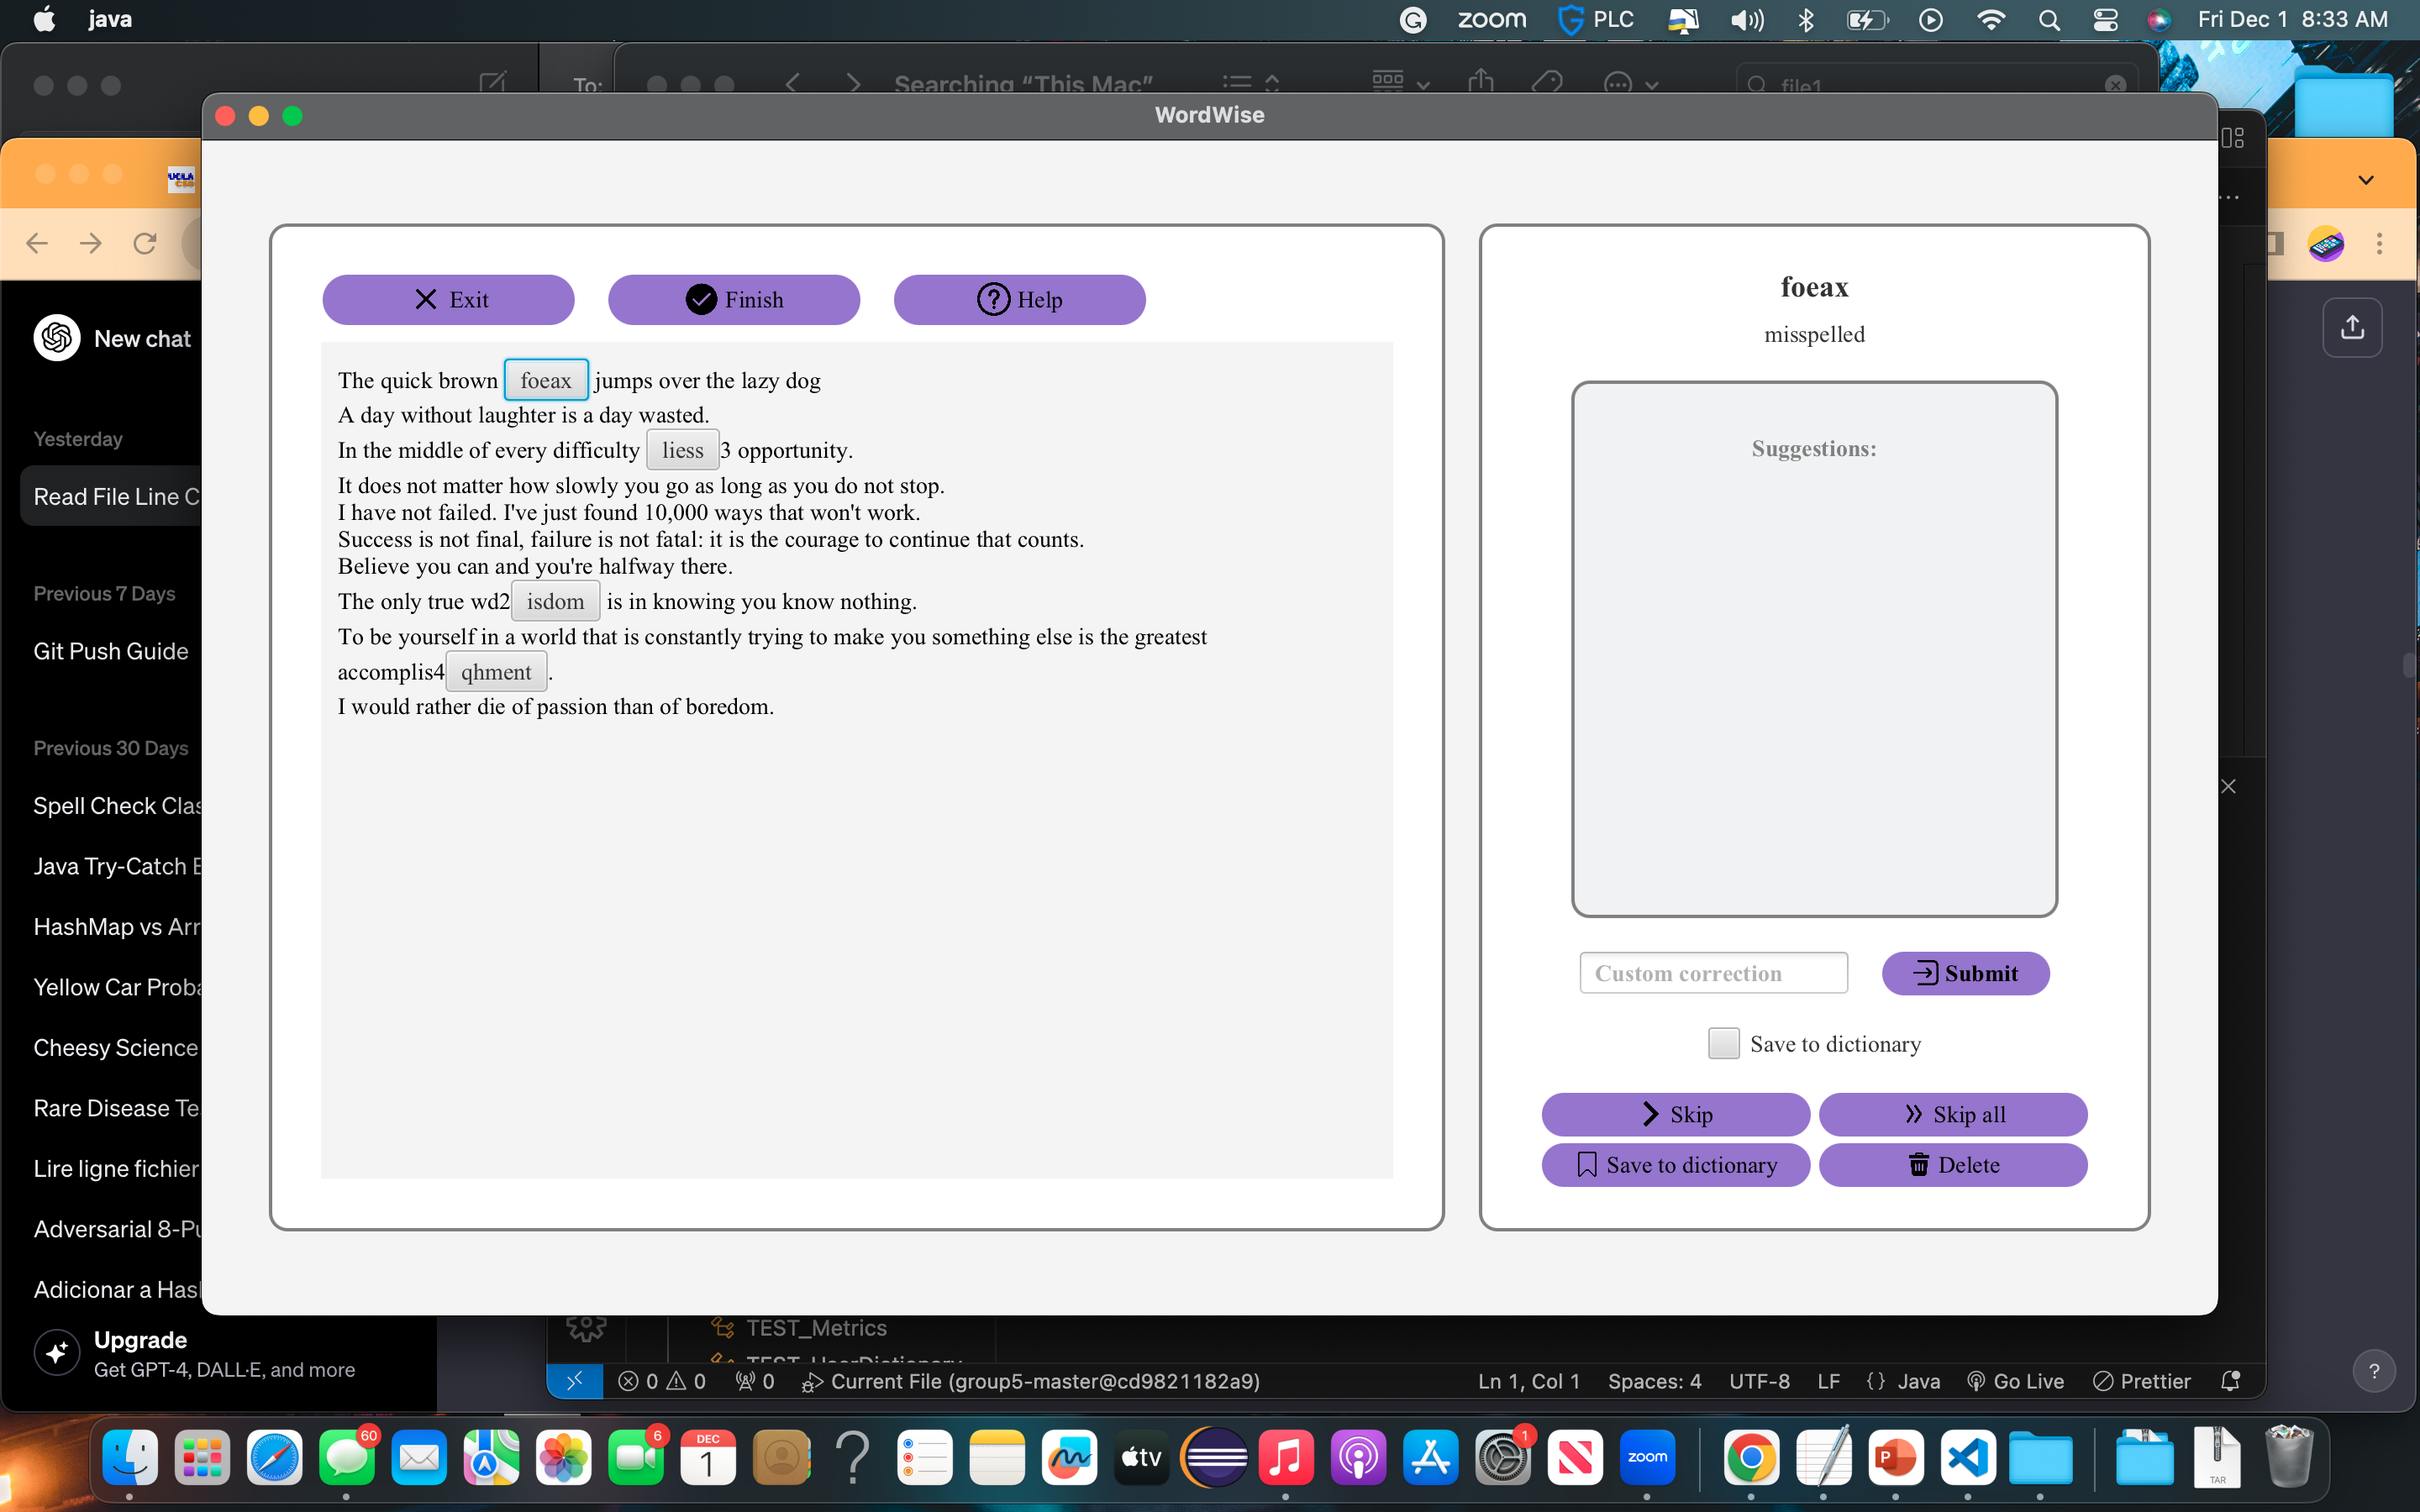 java
zoom
PLC
Fri Dec 1 8:33 AM
To:
Searching “This Mac”
file1
WordWise
Exit
Finish
Help
The quick brown foeax jumps over the lazy dog
A day without laughter is a day wasted.
In the middle of every difficulty liess 3 opportunity.
It does not matter how slowly you go as long as you do not stop.
I have not failed. I've just found 10,000 ways that won't work.
Success is not final, failure is not fatal: it is the courage to continue that counts.
Believe you can and you're halfway there.
The only true wd2 isdom is in knowing you know nothing.
To be yourself in a world that is constantly trying to make you something else is the greatest
accomplis4 qhment .
I would rather die of passion than of boredom.
foeax
misspelled
Suggestions:
Custom correction
Submit
Save to dictionary
Skip
Skip all
Save to dictionary
Delete
UCLA
New chat
Yesterday
Read File Line C
Previous 7 Days
Git Push Guide
Previous 30 Days
Spell Check Clas
Java Try-Catch E
HashMap vs Arr
Yellow Car Proba
Cheesy Science
Rare Disease Te
Lire ligne fichier
Adversarial 8-Pu
Adicionar a Hash
Upgrade
Get GPT-4, DALL·E, and more
TEST_Metrics
TEST_UserDictionary
0 0 0 Current File (group5-master@cd9821182a9)
Ln 1, Col 1 Spaces: 4 UTF-8 LF {} Java Go Live Prettier
?
60
6
DEC
1
tv
1
zoom
P
TAR